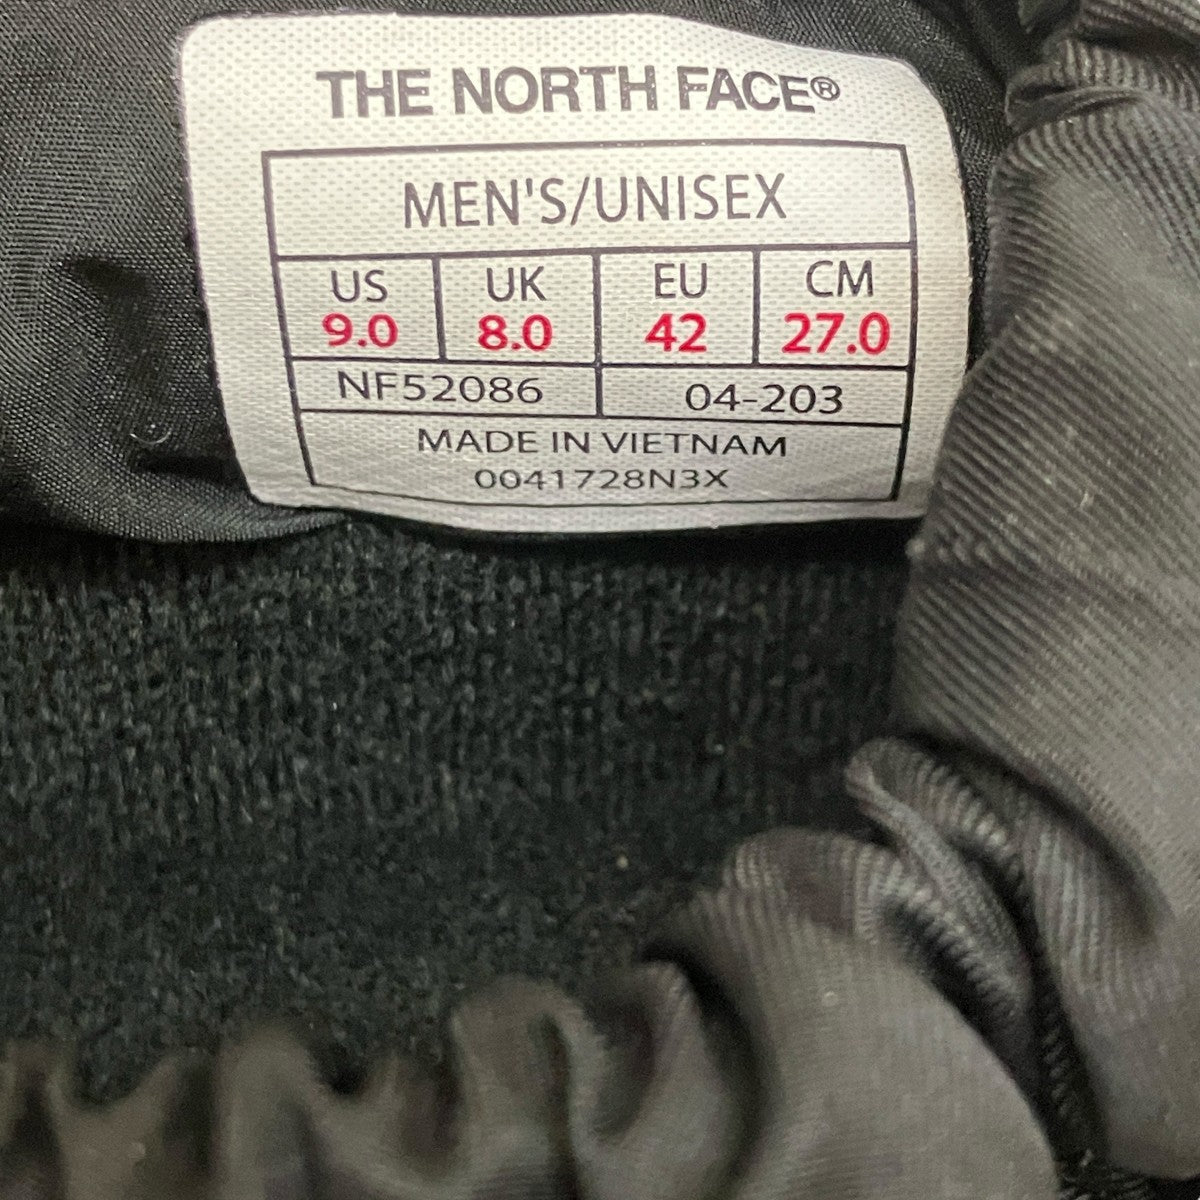 THE NORTH FACE®
MEN'S/UNISEX
US UK EU CM
9.0 8.0 42 27.0
NF52086 04-203
MADE IN VIETNAM
0041728N3X